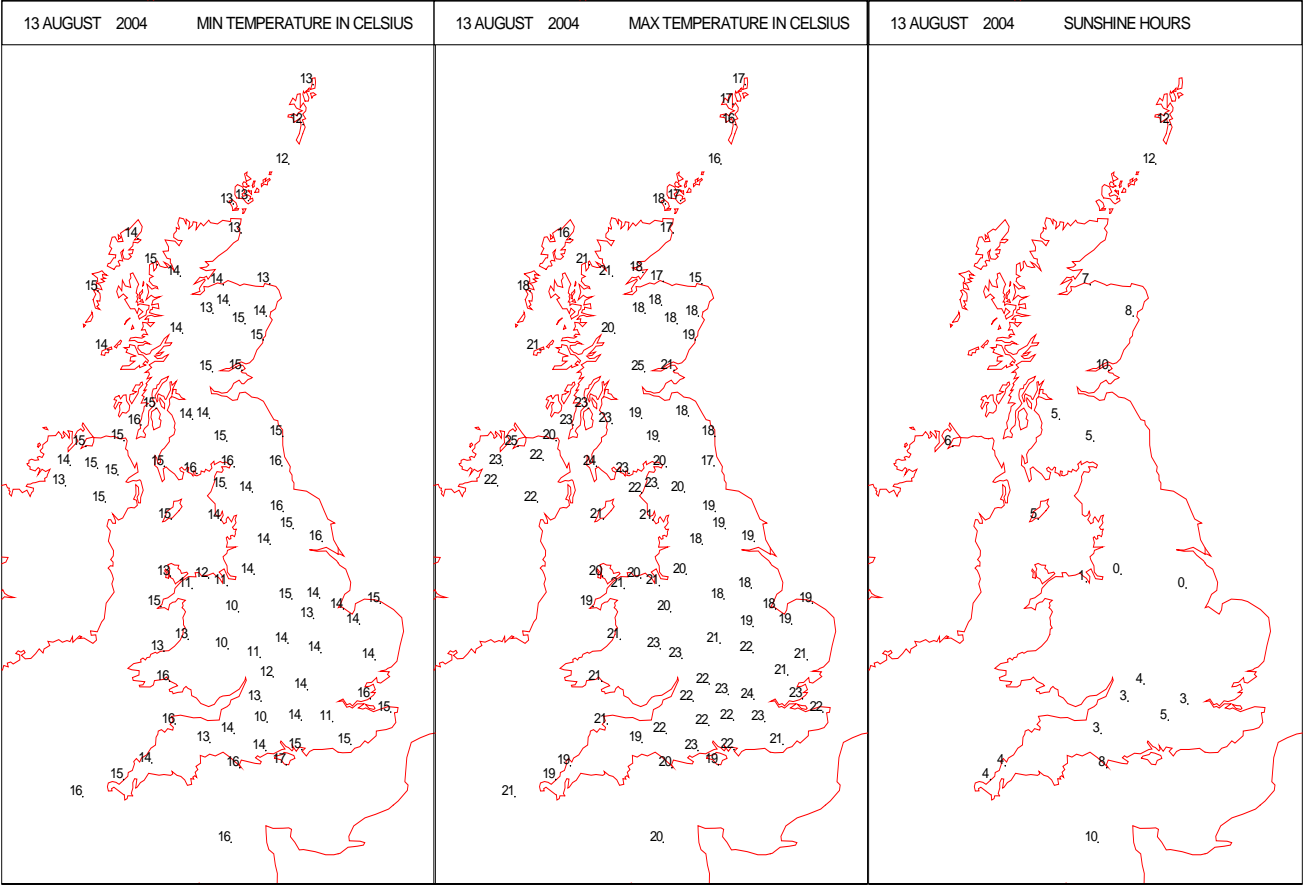 13 AUGUST 2004 MIN TEMPERATURE IN CELSIUS
13.
12.
12.
13. 13.
13.
14.
15.
14. 14. 13.
15.
14. 13. 14.
15.
14. 15.
14.
15. 15.
15.
16. 14. 14.
15. 15. 15. 15.
14. 15. 15. 15. 16. 16. 15.
13. 15. 14.
15. 16.
15. 14. 15.
14. 16.
13. 11. 12. 11. 14.
15. 10. 15. 14. 14. 15.
13. 14.
13. 13. 10. 11. 14. 14. 14.
16. 12.
13. 14. 16.
16. 14. 10. 14. 11. 15.
13. 14. 15. 15.
14. 16. 17.
15.
16.
16.
13 AUGUST 2004 MAX TEMPERATURE IN CELSIUS
17.
17.
16.
16.
18. 17.
17.
16.
21. 21. 18. 17. 15.
18.
18. 18. 18.
18.
20. 19.
21.
25. 21.
23.
23. 23. 19. 18.
25. 20. 19. 18.
23. 22. 24. 23. 20. 17.
22. 22. 23. 20.
22. 19.
21. 21. 19.
18. 19.
20. 21. 20. 21. 20.
19. 20. 18. 18. 18. 19.
19. 19.
21. 23. 23. 21. 22. 21.
21. 22. 21.
22. 23. 24. 23.
21. 22. 22. 22. 23. 22.
19. 23. 22. 21.
19. 20. 19.
19.
21.
20.
13 AUGUST 2004 SUNSHINE HOURS
12.
12.
7.
8.
10.
5.
6. 5.
5.
1. 0. 0.
4.
3. 3.
3. 5.
4. 8.
4.
10.